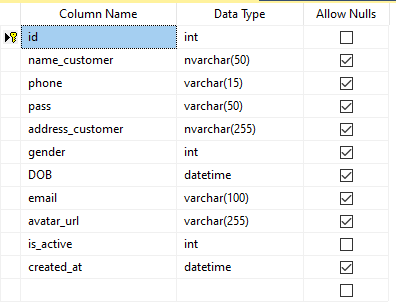 Column Name Data Type Allow Nulls
id int
name_customer nvarchar(50)
phone varchar(15)
pass varchar(50)
address_customer nvarchar(255)
gender int
DOB datetime
email varchar(100)
avatar_url varchar(255)
is_active int
created_at datetime